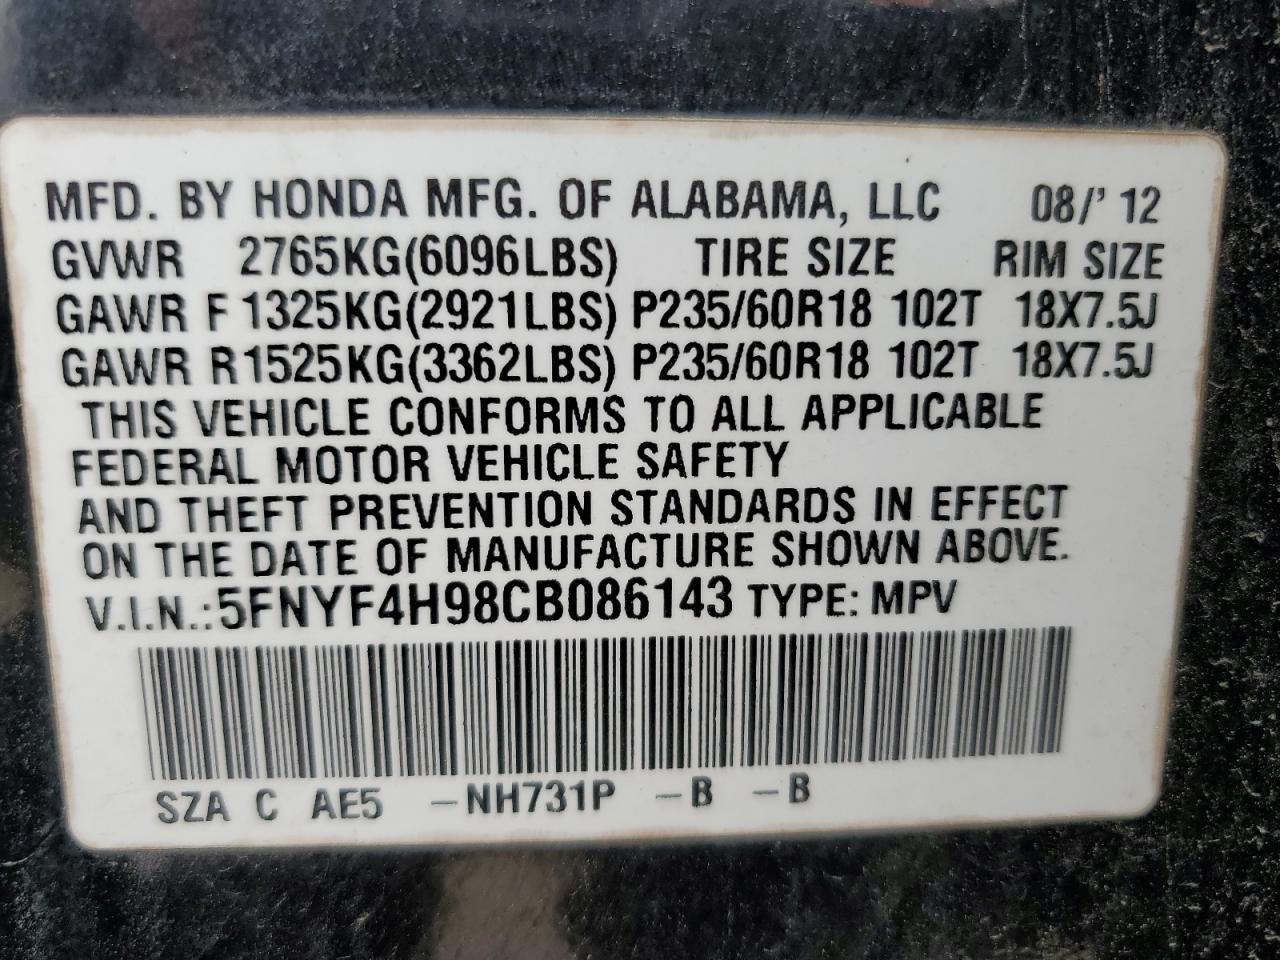 MFD. BY HONDA MFG. OF ALABAMA, LLC 08/' 12
GVWR 2765KG(6096LBS) TIRE SIZE RIM SIZE
GAWR F 1325KG(2921LBS) P235/60R18 102T 18X7.5J
GAWR R 1525KG(3362LBS) P235/60R18 102T 18X7.5J
THIS VEHICLE CONFORMS TO ALL APPLICABLE
FEDERAL MOTOR VEHICLE SAFETY
AND THEFT PREVENTION STANDARDS IN EFFECT
ON THE DATE OF MANUFACTURE SHOWN ABOVE.
V.I.N.:5FNYF4H98CB086143 TYPE: MPV
SZA C AE5 –NH731P –B –B